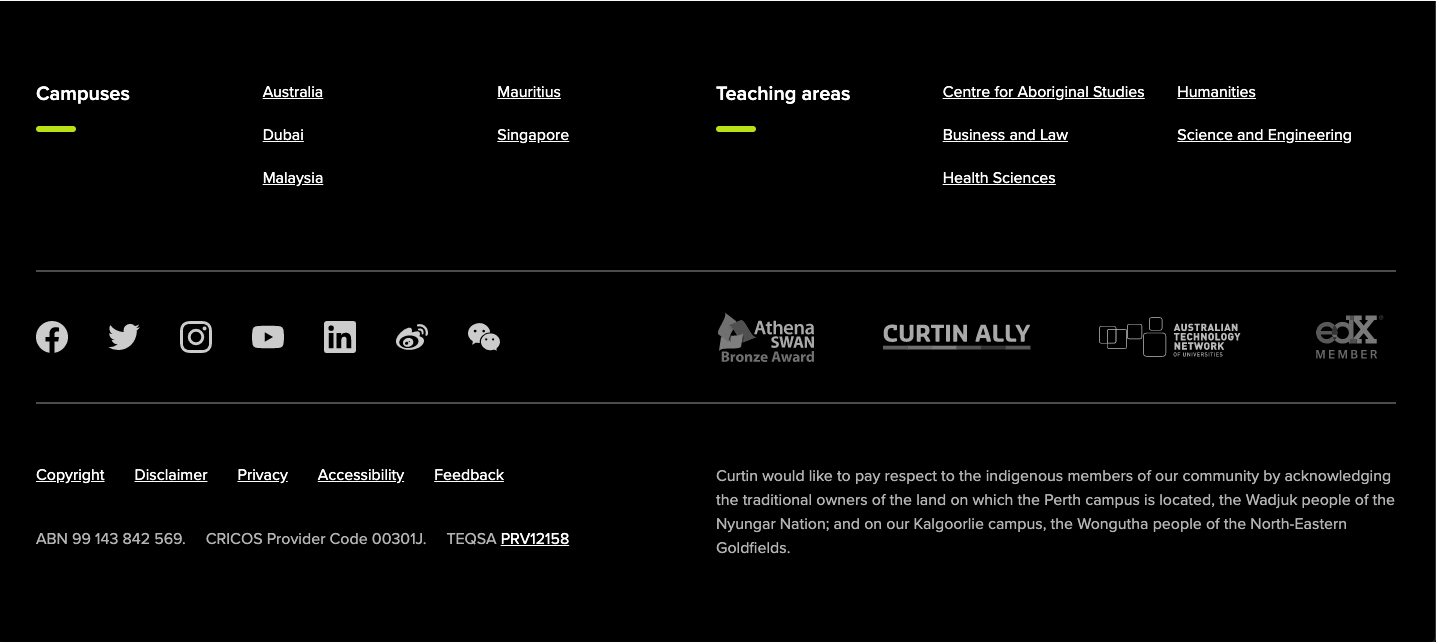 Campuses
Australia
Mauritius
Dubai
Singapore
Malaysia
Teaching areas
Centre for Aboriginal Studies
Humanities
Business and Law
Science and Engineering
Health Sciences
in
Athena
SWAN
Bronze Award
CURTIN ALLY
AUSTRALIAN
TECHNOLOGY
NETWORK
OF UNIVERSITIES
edX
MEMBER
Copyright Disclaimer Privacy Accessibility Feedback
ABN 99 143 842 569. CRICOS Provider Code 00301J. TEQSA PRV12158
Curtin would like to pay respect to the indigenous members of our community by acknowledging
the traditional owners of the land on which the Perth campus is located, the Wadjuk people of the
Nyungar Nation; and on our Kalgoorlie campus, the Wongutha people of the North-Eastern
Goldfields.